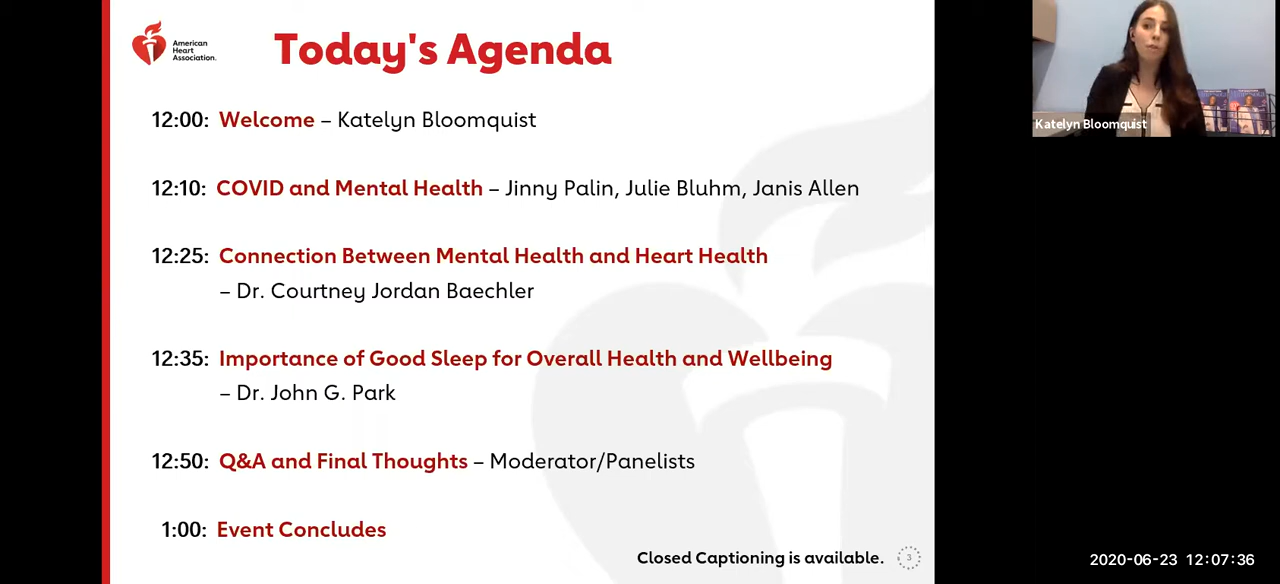 American
Heart
Association.
Today's Agenda
12:00: Welcome – Katelyn Bloomquist
12:10: COVID and Mental Health – Jinny Palin, Julie Bluhm, Janis Allen
12:25: Connection Between Mental Health and Heart Health
– Dr. Courtney Jordan Baechler
12:35: Importance of Good Sleep for Overall Health and Wellbeing
– Dr. John G. Park
12:50: Q&A and Final Thoughts – Moderator/Panelists
1:00: Event Concludes
Closed Captioning is available.
3
Katelyn Bloomquist
2020-06-23 12:07:36